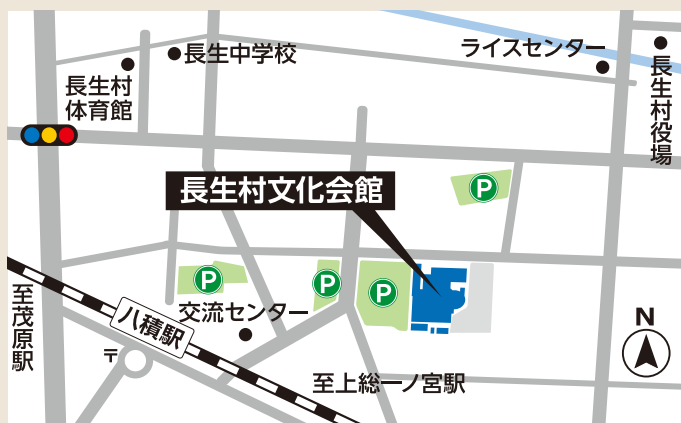 長生中学校
ライスセンター
長生村
体育館
長生村役場
長生村文化会館
P
P
P
P
交流センター
八積駅
至茂原駅
〒
至上総一ノ宮駅
N